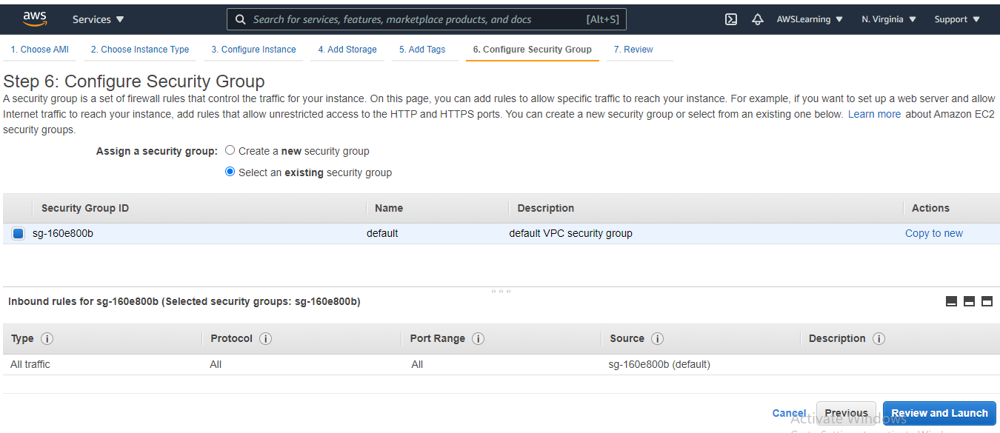 aws Services Search for services, features, marketplace products, and docs [Alt+S] AWSLearning N. Virginia Support
1. Choose AMI 2. Choose Instance Type 3. Configure Instance 4. Add Storage 5. Add Tags 6. Configure Security Group 7. Review
Step 6: Configure Security Group
A security group is a set of firewall rules that control the traffic for your instance. On this page, you can add rules to allow specific traffic to reach your instance. For example, if you want to set up a web server and allow
Internet traffic to reach your instance, add rules that allow unrestricted access to the HTTP and HTTPS ports. You can create a new security group or select from an existing one below. Learn more about Amazon EC2
security groups.
Assign a security group: Create a new security group
Select an existing security group
Security Group ID Name Description Actions
sg-160e800b default default VPC security group Copy to new
Inbound rules for sg-160e800b (Selected security groups: sg-160e800b)
Type Protocol Port Range Source Description
All traffic All All sg-160e800b (default)
Cancel Previous Review and Launch
Activate Windows